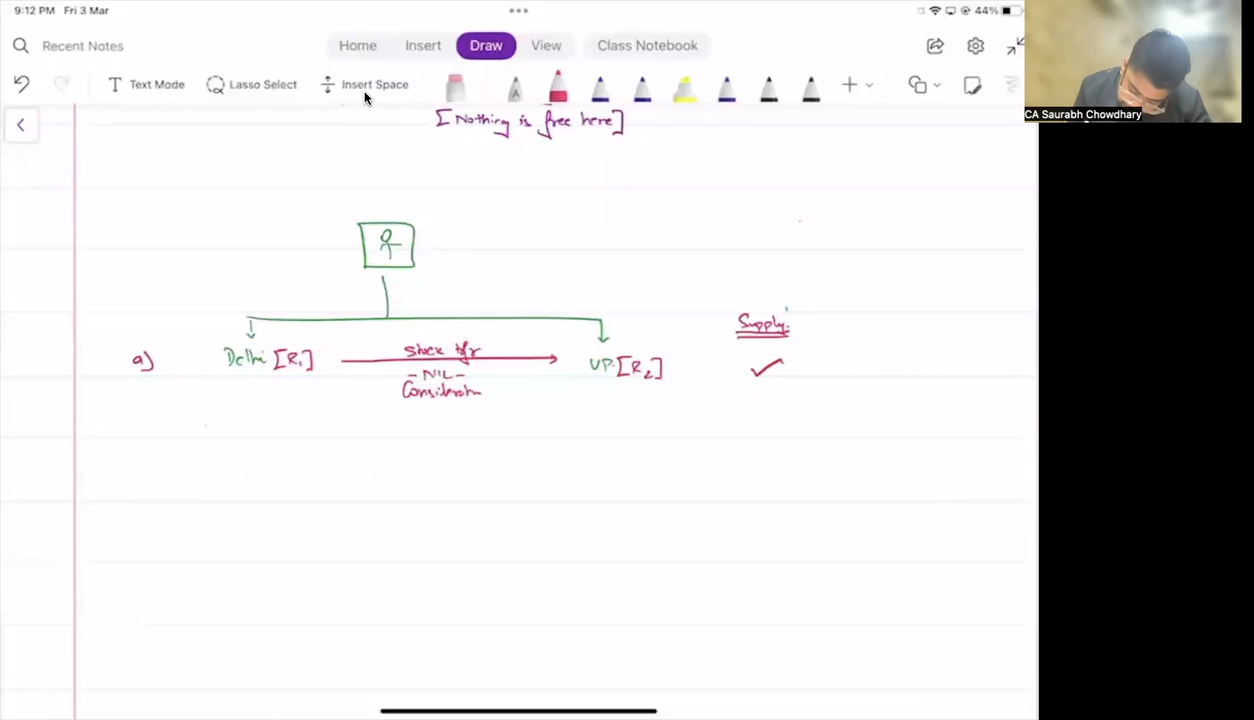 9:12 PM Fri 3 Mar
44%
Recent Notes
Home Insert Draw View Class Notebook
Text Mode Lasso Select Insert Space
CA Saurabh Chowdhary
[Nothing is free here]
Supply:
a) Delhi [R1] Stock tfr UP [R2]
- NIL -
Consideratn